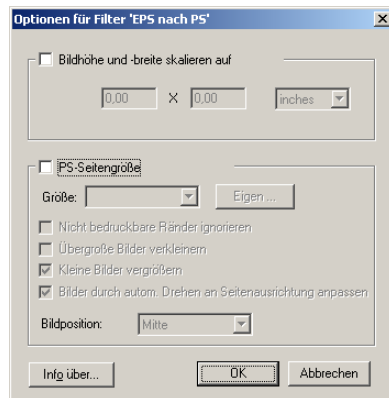 Optionen für Filter 'EPS nach PS'
Bildhöhe und -breite skalieren auf
0,00 X 0,00 inches
PS-Seitengröße
Größe: Eigen ...
Nicht bedruckbare Ränder ignorieren
Übergroße Bilder verkleinern
Kleine Bilder vergrößern
Bilder durch autom. Drehen an Seitenausrichtung anpassen
Bildposition: Mitte
Info über... OK Abbrechen